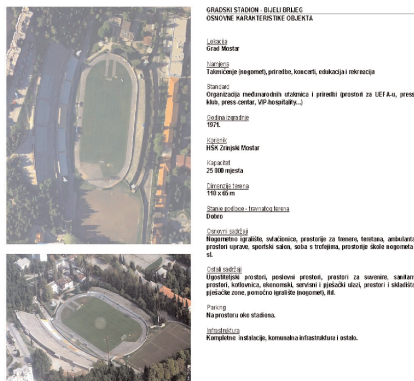 GRADSKI STADION - BIJELI BRIJEG
OSNOVNE KARAKTERISTIKE OBJEKTA
Lokacija
Grad Mostar
Namjena
Takmičenje (nogomet), priredbe, koncerti, edukacija i rekreacija
Standard
Organizacija međunarodnih utakmica i priredbi (prostori za UEFA-u, press
klub, press-centar, VIP hospitality...)
Godina izgradnje
1971.
Korisnik
HŠK Zrinjski Mostar
Kapacitet
25 000 mjesta
Dimenzije terena
110 x 65 m
Stanje podloge - travnatog terena
Dobro
Osnovni sadržaji
Nogometno igralište, svlačionice, prostorije za trenere, teretana, ambulanta
prostori uprave, sportski salon, soba s trofejima, prostorije škole nogometa
sl.
Ostali sadržaji
Ugostiteljski prostori, poslovni prostori, prostori za suvenire, sanitarn
prostori, kotlovnica, ekonomski, servisni i pješački ulazi, prostori i skladišta
pješačke zone, pomoćno igralište (nogomet), itd.
Parking
Na prostoru oko stadiona.
Infrastruktura
Kompletne instalacije, komunalna infrastruktura i ostalo.